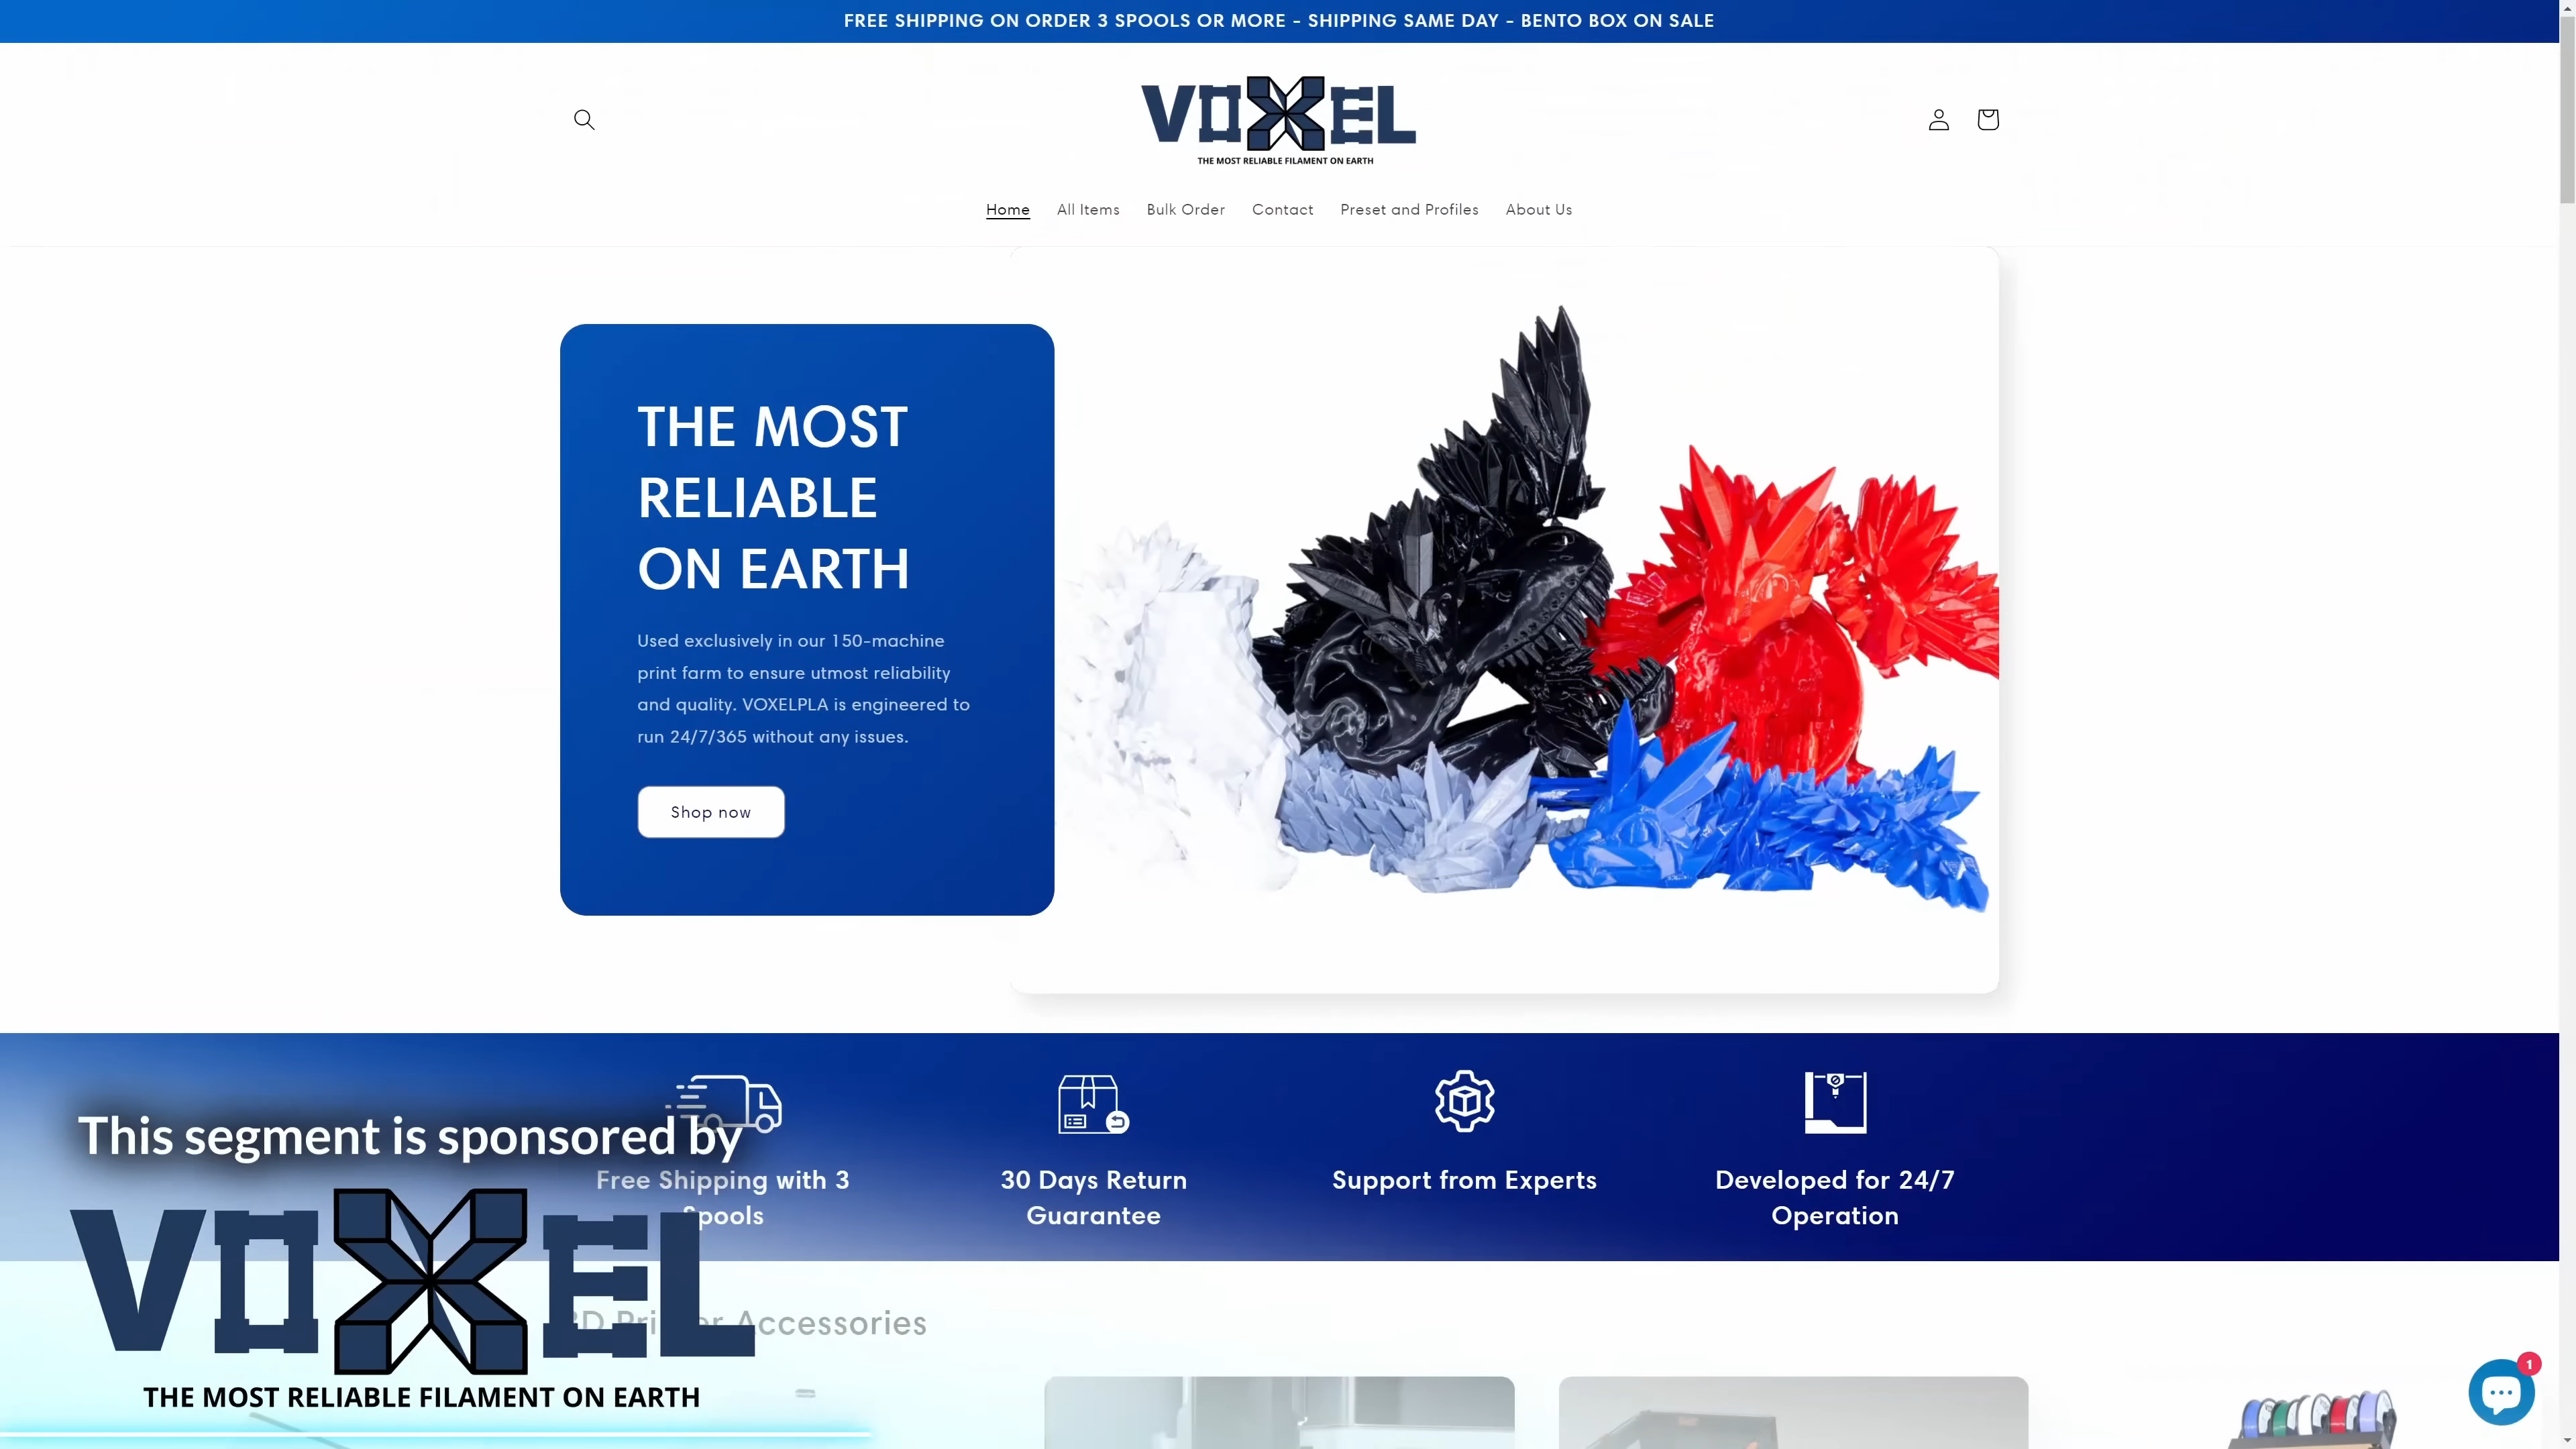 FREE SHIPPING ON ORDER 3 SPOOLS OR MORE - SHIPPING SAME DAY - BENTO BOX ON SALE
VOXEL
THE MOST RELIABLE FILAMENT ON EARTH
Home
All Items
Bulk Order
Contact
Preset and Profiles
About Us
THE MOST
RELIABLE
ON EARTH
Used exclusively in our 150-machine
print farm to ensure utmost reliability
and quality. VOXELPLA is engineered to
run 24/7/365 without any issues.
Shop now
This segment is sponsored by
VOXEL
THE MOST RELIABLE FILAMENT ON EARTH
Free Shipping with 3
Spools
30 Days Return
Guarantee
Support from Experts
Developed for 24/7
Operation
3D Printer Accessories
1